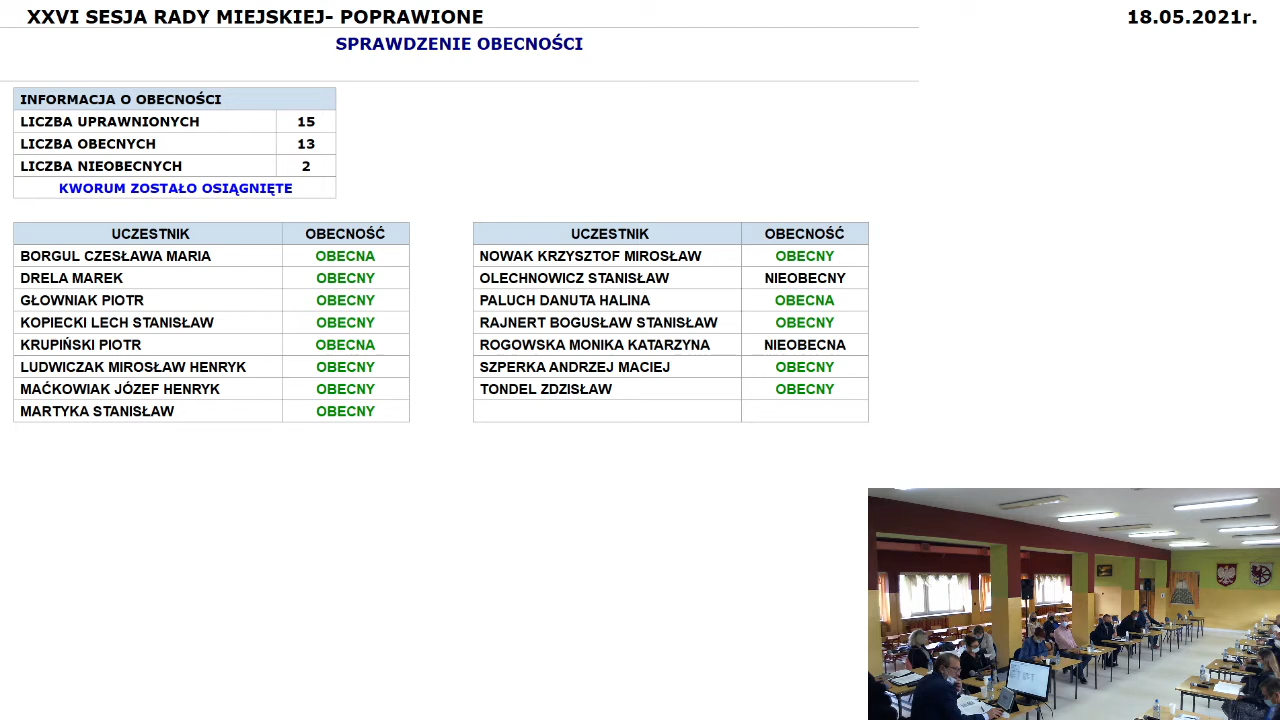 XXVI SESJA RADY MIEJSKIEJ- POPRAWIONE 18.05.2021r.
SPRAWDZENIE OBECNOŚCI
INFORMACJA O OBECNOŚCI
LICZBA UPRAWNIONYCH 15
LICZBA OBECNYCH 13
LICZBA NIEOBECNYCH 2
KWORUM ZOSTAŁO OSIĄGNIĘTE
UCZESTNIK OBECNOŚĆ
BORGUL CZESŁAWA MARIA OBECNA
DRELA MAREK OBECNY
GŁOWNIAK PIOTR OBECNY
KOPIECKI LECH STANISŁAW OBECNY
KRUPIŃSKI PIOTR OBECNA
LUDWICZAK MIROSŁAW HENRYK OBECNY
MAĆKOWIAK JÓZEF HENRYK OBECNY
MARTYKA STANISŁAW OBECNY
UCZESTNIK OBECNOŚĆ
NOWAK KRZYSZTOF MIROSŁAW OBECNY
OLECHNOWICZ STANISŁAW NIEOBECNY
PALUCH DANUTA HALINA OBECNA
RAJNERT BOGUSŁAW STANISŁAW OBECNY
ROGOWSKA MONIKA KATARZYNA NIEOBECNA
SZPERKA ANDRZEJ MACIEJ OBECNY
TONDEL ZDZISŁAW OBECNY